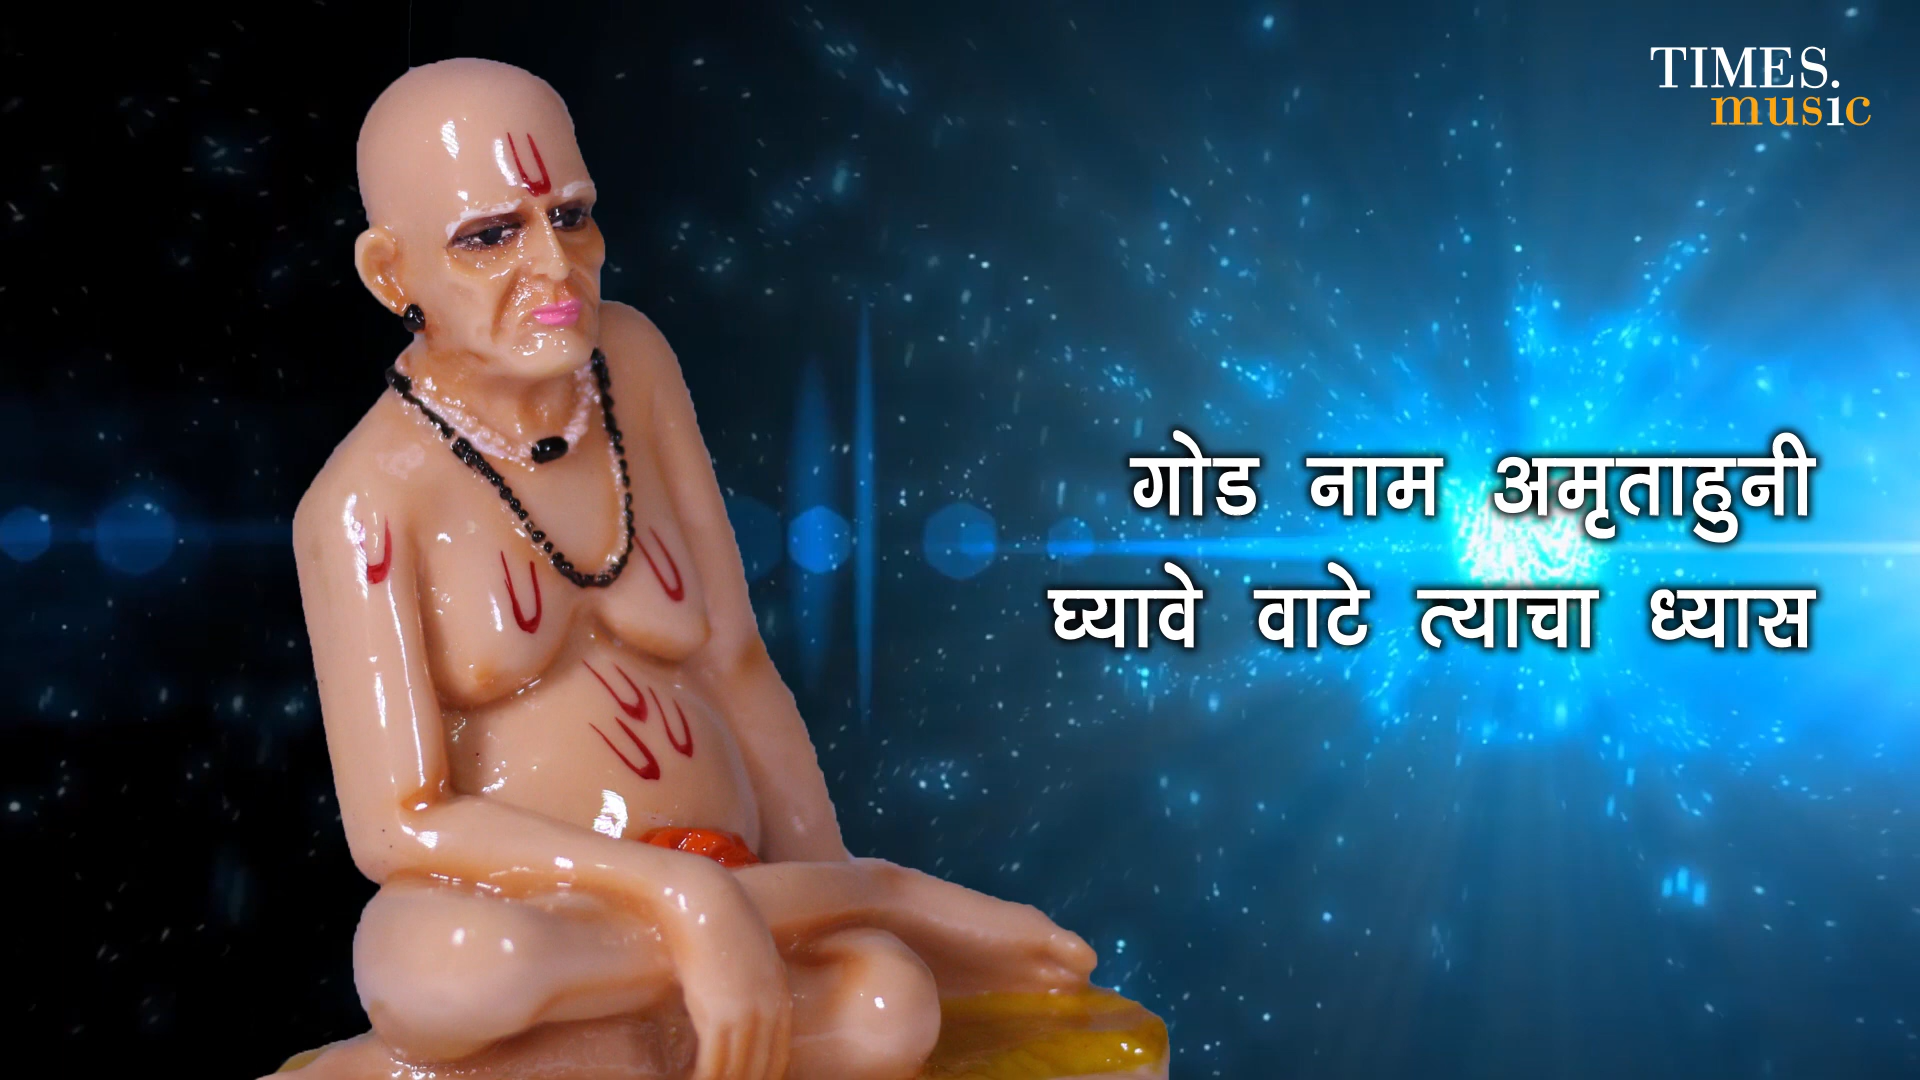 TIMES.
music
गोड नाम अमृताहुनी
घ्यावे वाटे त्याचा ध्यास